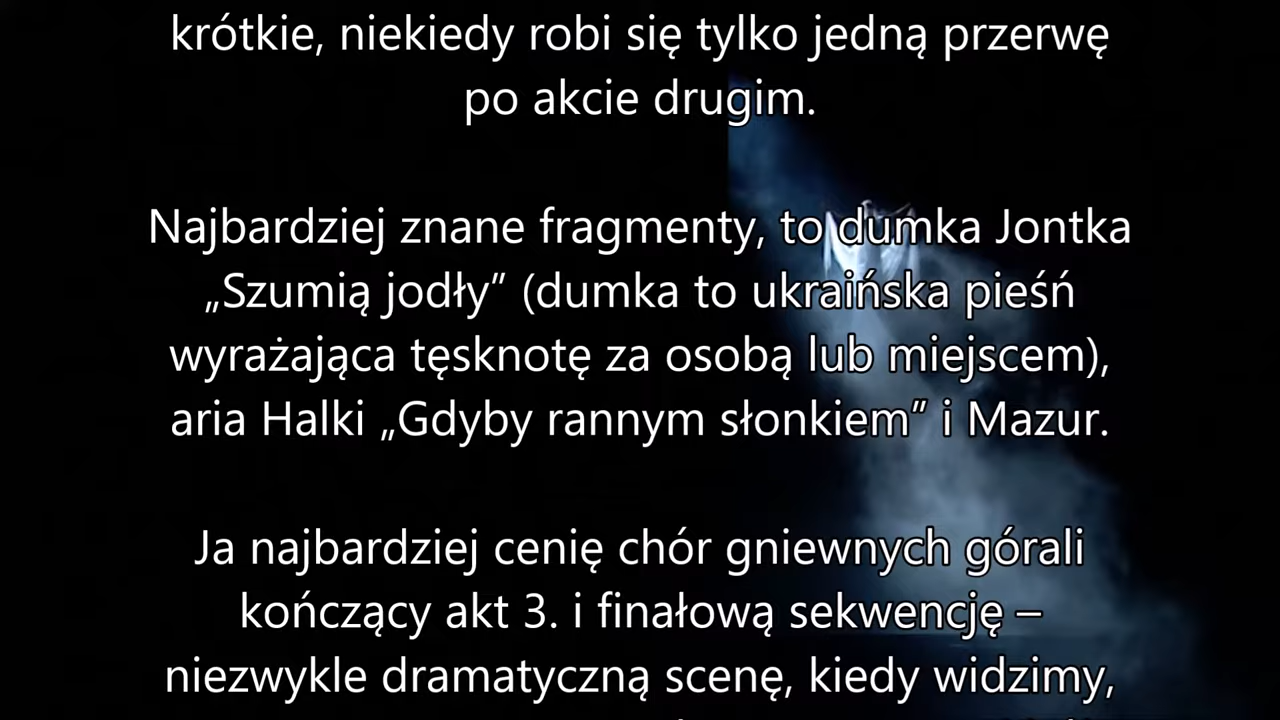 krótkie, niekiedy robi się tylko jedną przerwę
po akcie drugim.
Najbardziej znane fragmenty, to dumka Jontka
„Szumią jodły” (dumka to ukraińska pieśń
wyrażająca tęsknotę za osobą lub miejscem),
aria Halki „Gdyby rannym słonkiem” i Mazur.
Ja najbardziej cenię chór gniewnych górali
kończący akt 3. i finałową sekwencję –
niezwykle dramatyczną scenę, kiedy widzimy,